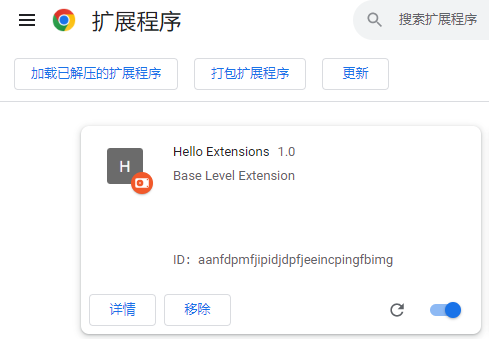 扩展程序
搜索扩展程序
加载已解压的扩展程序 打包扩展程序 更新
H
Hello Extensions 1.0
Base Level Extension
ID：aanfdpmfjipidjdpfjeeincpingfbimg
详情 移除